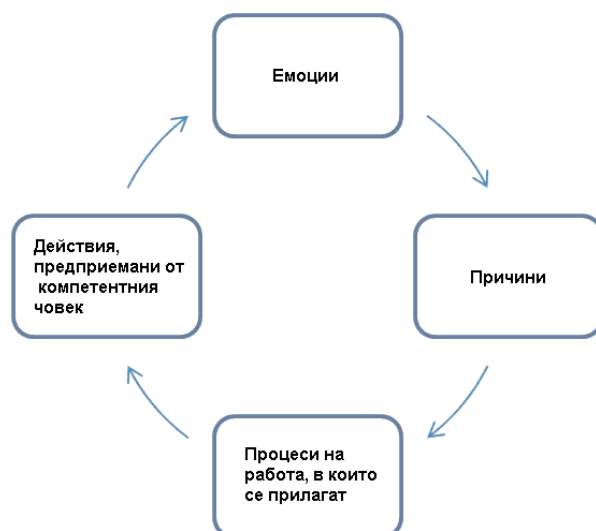 Емоции
Причини
Процеси на
работа, в които
се прилагат
Действия,
предприемани от
компетентния
човек